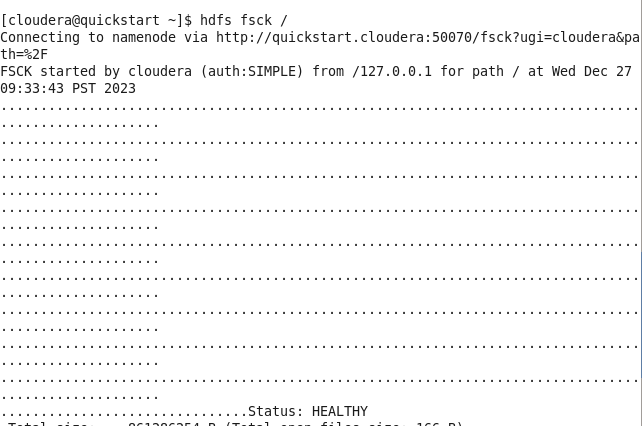 [cloudera@quickstart ~]$ hdfs fsck /
Connecting to namenode via http://quickstart.cloudera:50070/fsck?ugi=cloudera&pa
th=%2F
FSCK started by cloudera (auth:SIMPLE) from /127.0.0.1 for path / at Wed Dec 27
09:33:43 PST 2023
................................................................................
....................
................................................................................
....................
................................................................................
....................
................................................................................
....................
................................................................................
....................
................................................................................
....................
................................................................................
....................
................................................................................
....................
................................................................................
....................
...............................Status: HEALTHY
Total size: B (Total open files size: 166 B)